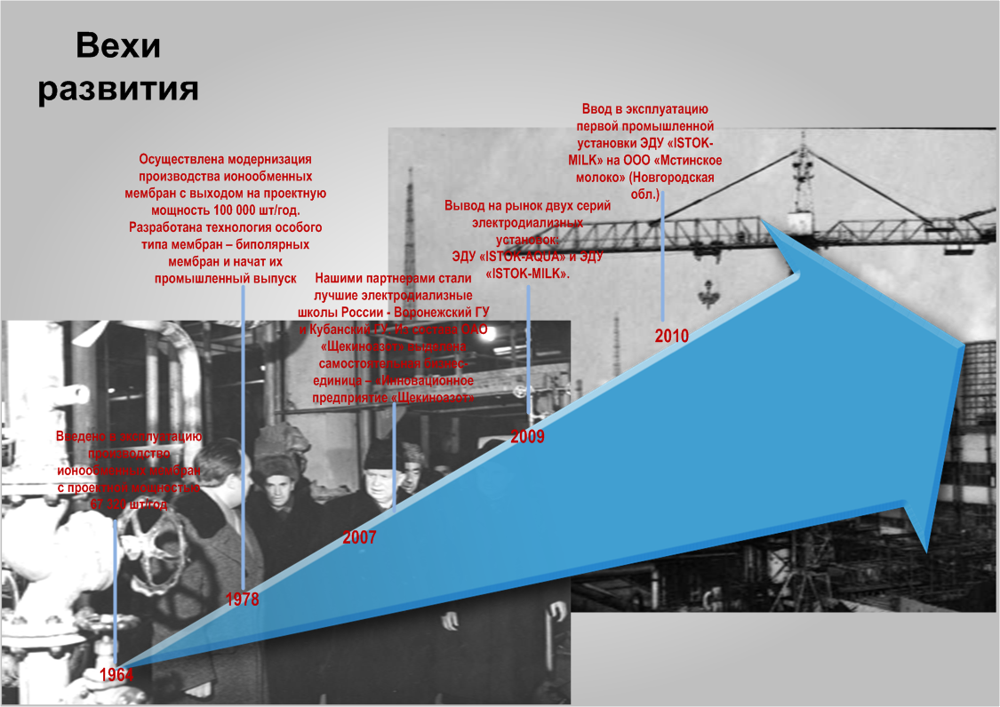 Вехи
развития
Ввод в эксплуатацию
первой промышленной
установки ЭДУ «ISTOK-
MILK» на ООО «Мстинское
молоко» (Новгородская
обл.)
Осуществлена модернизация
производства ионообменных
мембран с выходом на проектную
мощность 100 000 шт/год.
Разработана технология особого
типа мембран – биполярных
мембран и начат их
промышленный выпуск
Вывод на рынок двух серий
электродиализных
установок:
ЭДУ «ISTOK-AQUA» и ЭДУ
«ISTOK-MILK».
Нашими партнерами стали
лучшие электродиализные
школы России - Воронежский ГУ
и Кубанский ГУ. Из состава ОАО
«Щекиноазот» выделена
самостоятельная бизнес-
единица – «Инновационное
предприятие «Щекиноазот»
Введено в эксплуатацию
производство
ионообменных мембран
с проектной мощностью
67 320 шт/год
2010
2009
2007
1978
1964